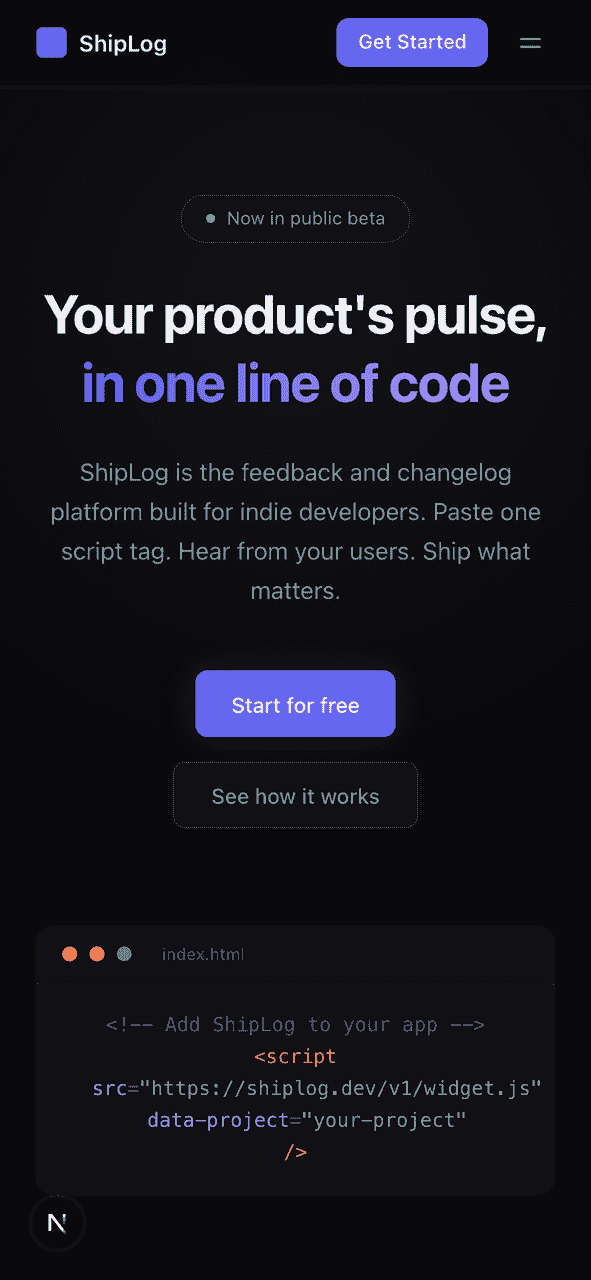 ShipLog
Get Started
Now in public beta
Your product's pulse,
in one line of code
ShipLog is the feedback and changelog
platform built for indie developers. Paste one
script tag. Hear from your users. Ship what
matters.
Start for free
See how it works
index.html
<!-- Add ShipLog to your app -->
<script
src="https://shiplog.dev/v1/widget.js"
data-project="your-project"
/>
N